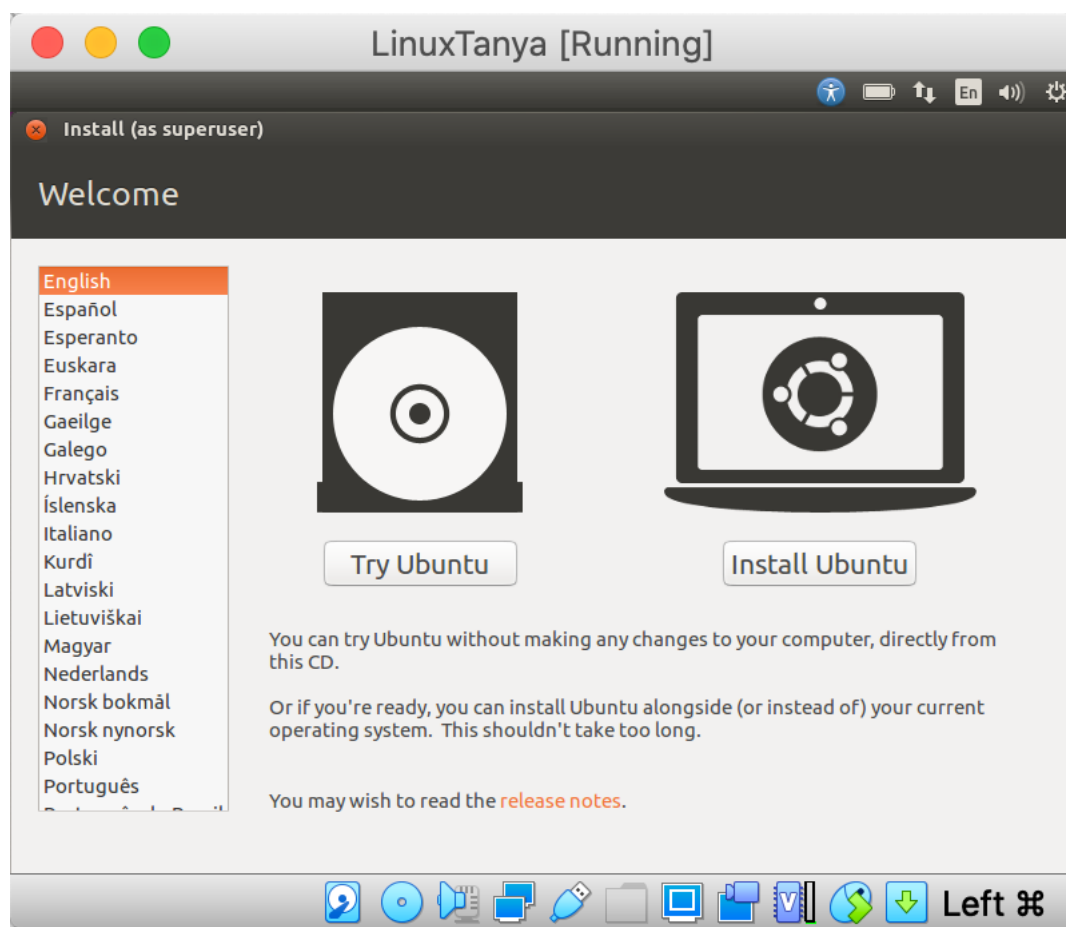 LinuxTanya [Running]
En
Install (as superuser)
Welcome
English
Español
Esperanto
Euskara
Français
Gaeilge
Galego
Hrvatski
Íslenska
Italiano
Kurdî
Latviski
Lietuviškai
Magyar
Nederlands
Norsk bokmål
Norsk nynorsk
Polski
Português
Try Ubuntu
Install Ubuntu
You can try Ubuntu without making any changes to your computer, directly from
this CD.
Or if you're ready, you can install Ubuntu alongside (or instead of) your current
operating system. This shouldn't take too long.
You may wish to read the release notes.
V
Left ⌘